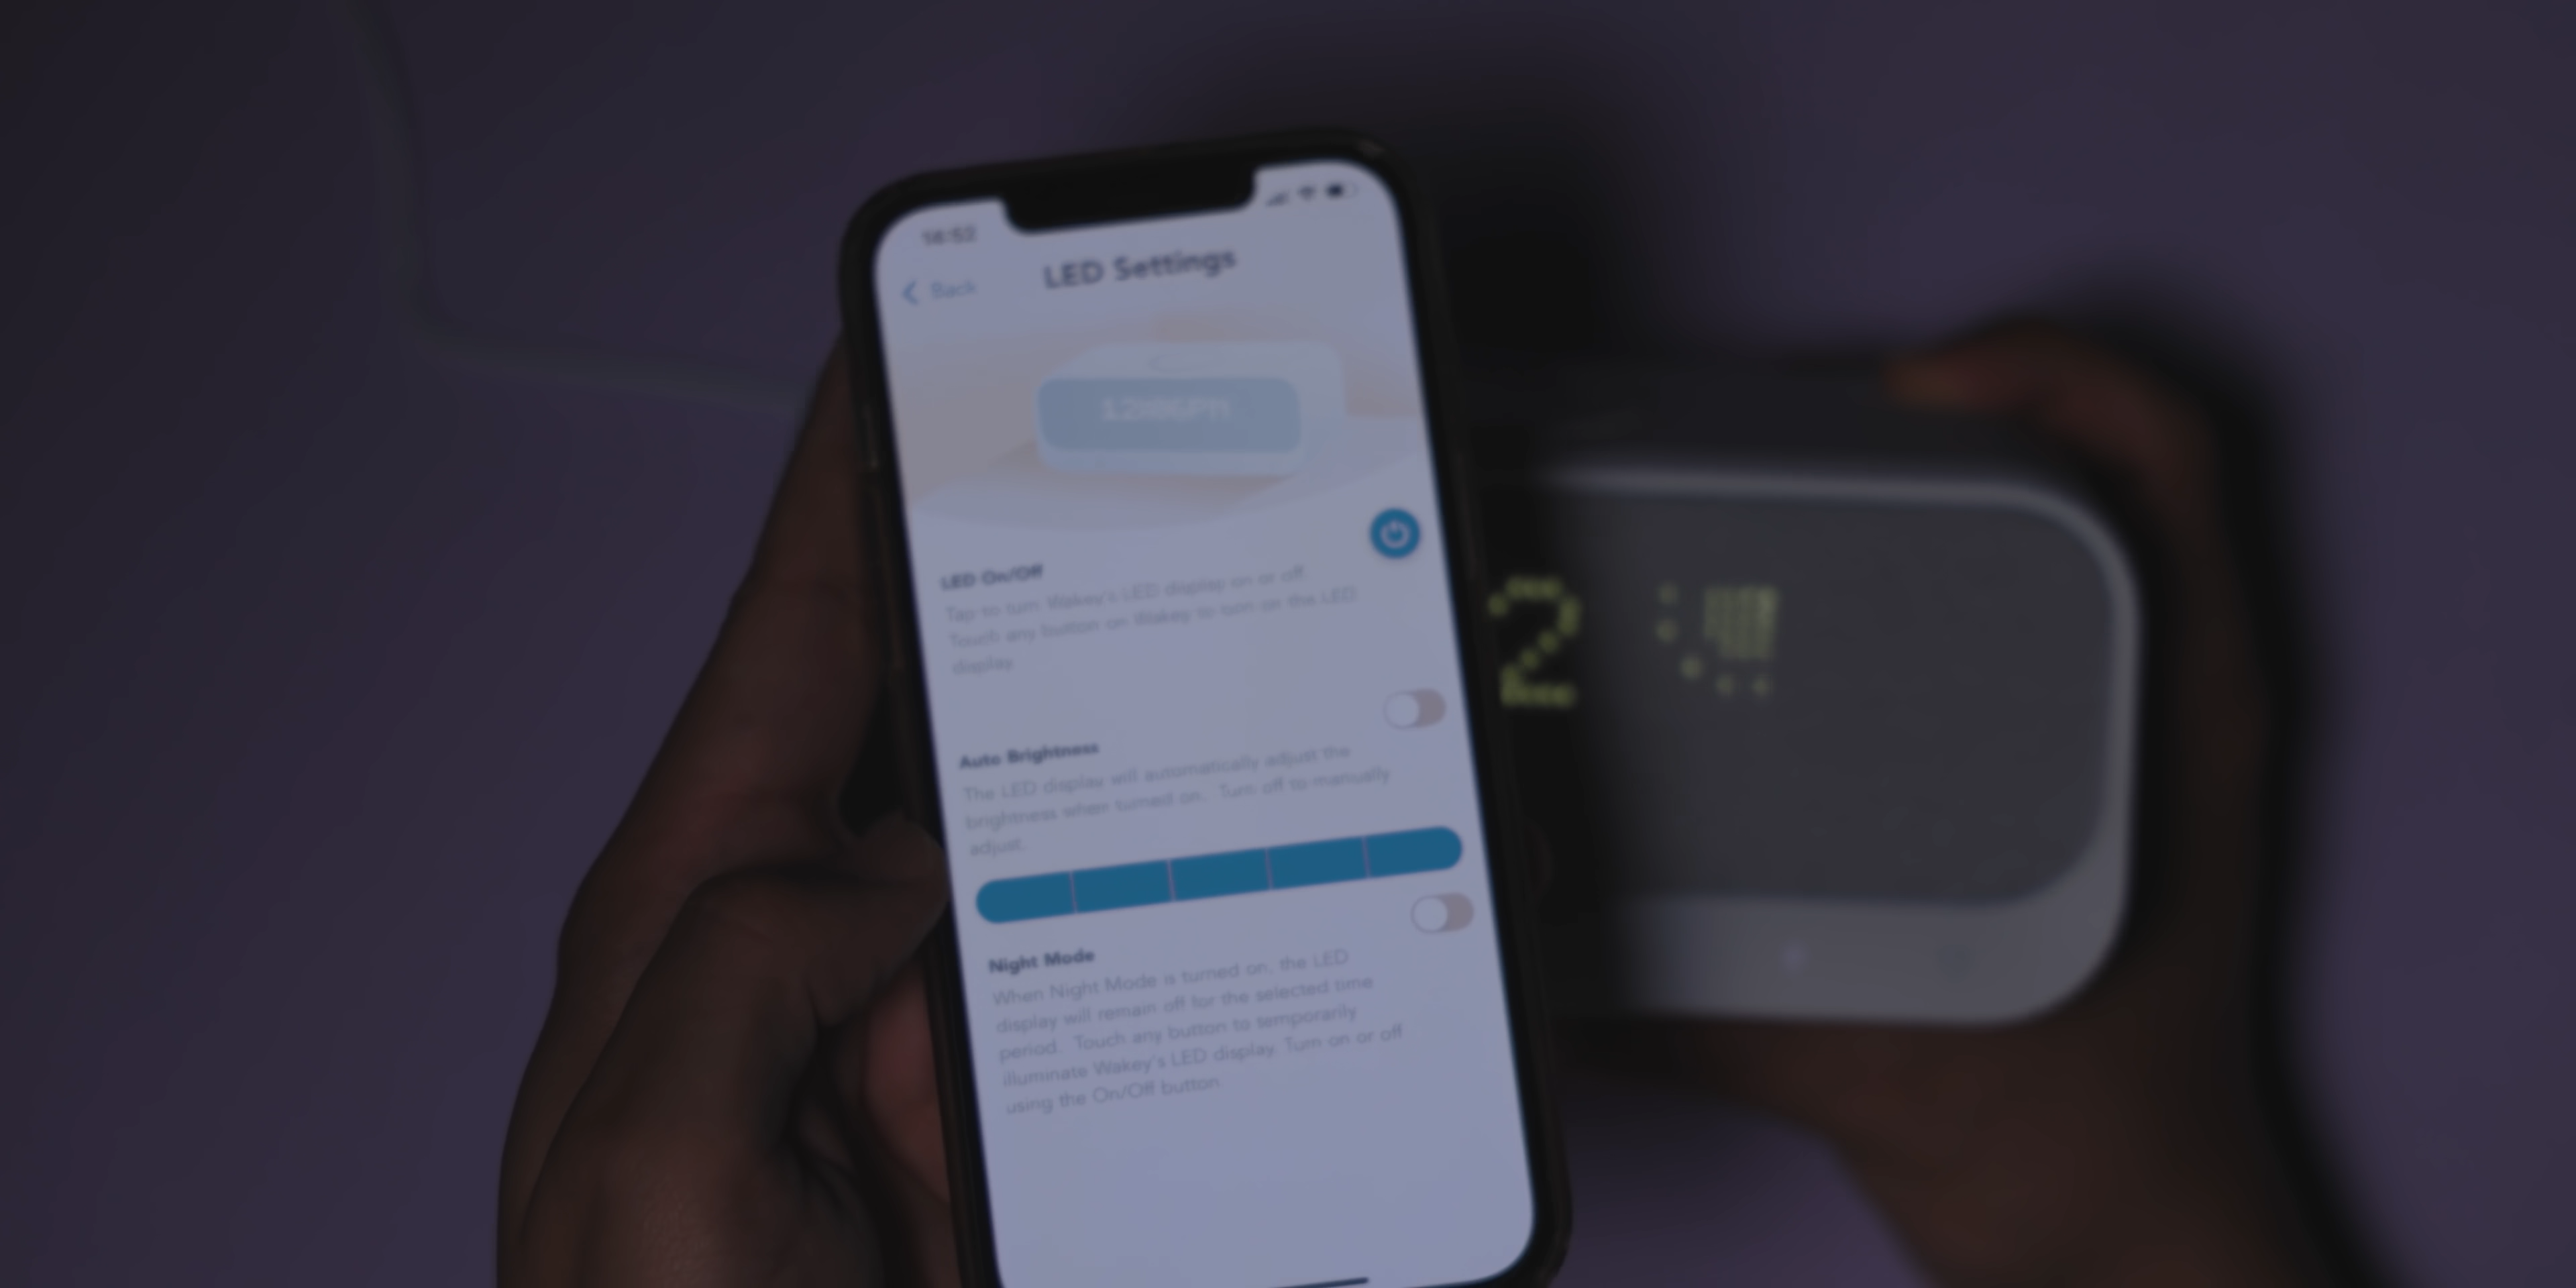 16:52
Back
LED Settings
LED On/Off
Tap to turn Wakey's LED display on or off.
Touch any button on Wakey to turn on the LED
display
Auto Brightness
The LED display will automatically adjust the
brightness when turned on. Turn off to manually
adjust.
Night Mode
When Night Mode is turned on, the LED
display will remain off for the selected time
period. Touch any button to temporarily
illuminate Wakey's LED display. Turn on or off
using the On/Off button.
2